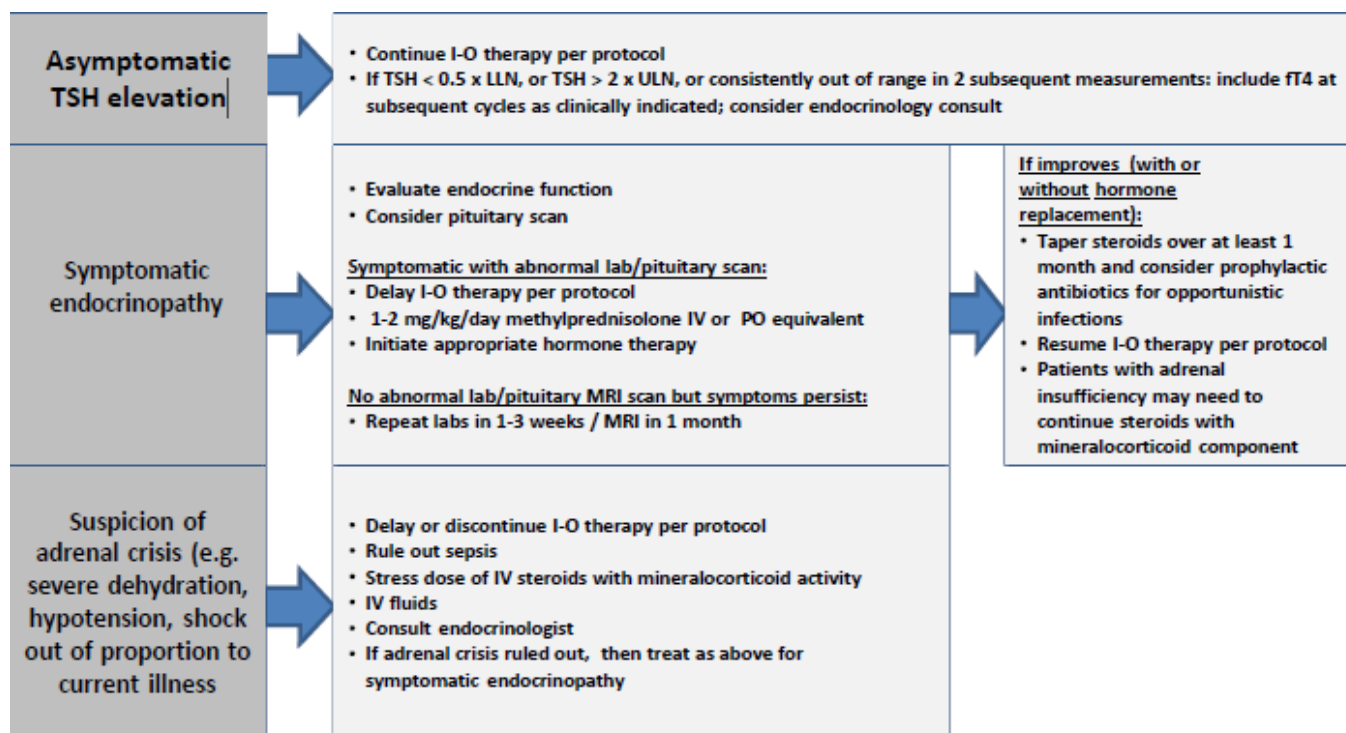 Asymptomatic
TSH elevation
• Continue I-O therapy per protocol
• If TSH < 0.5 x LLN, or TSH > 2 x ULN, or consistently out of range in 2 subsequent measurements: include fT4 at
subsequent cycles as clinically indicated; consider endocrinology consult
Symptomatic
endocrinopathy
• Evaluate endocrine function
• Consider pituitary scan
Symptomatic with abnormal lab/pituitary scan:
• Delay I-O therapy per protocol
• 1-2 mg/kg/day methylprednisolone IV or PO equivalent
• Initiate appropriate hormone therapy
No abnormal lab/pituitary MRI scan but symptoms persist:
• Repeat labs in 1-3 weeks / MRI in 1 month
If improves (with or
without hormone
replacement):
• Taper steroids over at least 1
month and consider prophylactic
antibiotics for opportunistic
infections
• Resume I-O therapy per protocol
• Patients with adrenal
insufficiency may need to
continue steroids with
mineralocorticoid component
Suspicion of
adrenal crisis (e.g.
severe dehydration,
hypotension, shock
out of proportion to
current illness
• Delay or discontinue I-O therapy per protocol
• Rule out sepsis
• Stress dose of IV steroids with mineralocorticoid activity
• IV fluids
• Consult endocrinologist
• If adrenal crisis ruled out, then treat as above for
symptomatic endocrinopathy